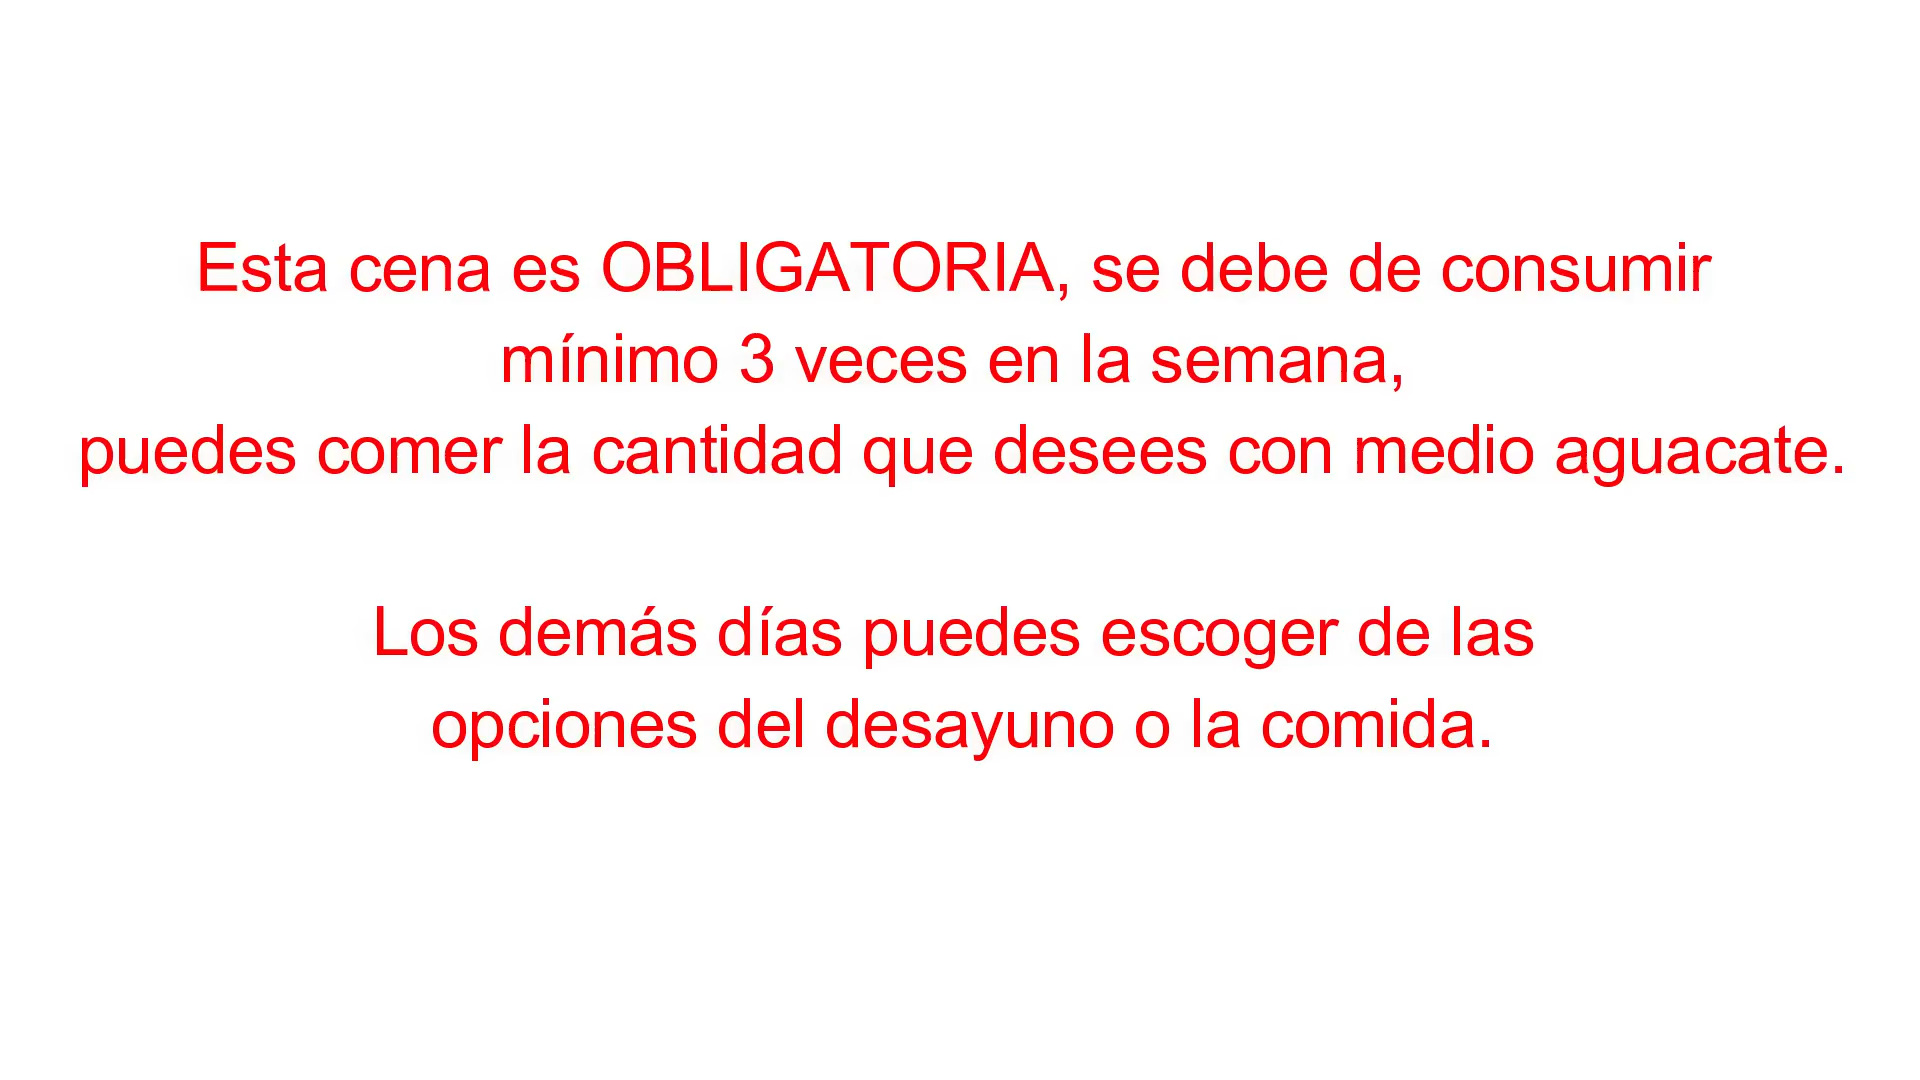 Esta cena es OBLIGATORIA, se debe de consumir
mínimo 3 veces en la semana,
puedes comer la cantidad que desees con medio aguacate.
Los demás días puedes escoger de las
opciones del desayuno o la comida.